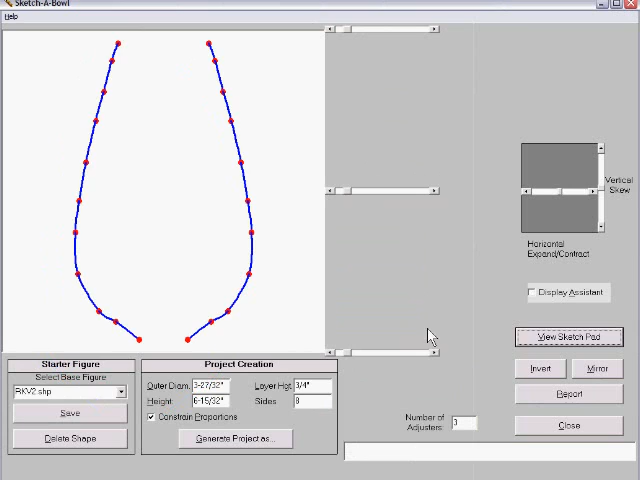 Sketch-A-Bowl
Help
Vertical
Skew
Horizontal
Expand/Contract
Display Assistant
View Sketch Pad
Invert
Mirror
Report
Close
Starter Figure
Select Base Figure
RKV2.shp
Save
Delete Shape
Project Creation
Outer Diam. 3-27/32" Layer Hgt. 3/4"
Height: 6-15/32" Sides 8
Constrain Proportions
Generate Project as...
Number of
Adjusters: 3